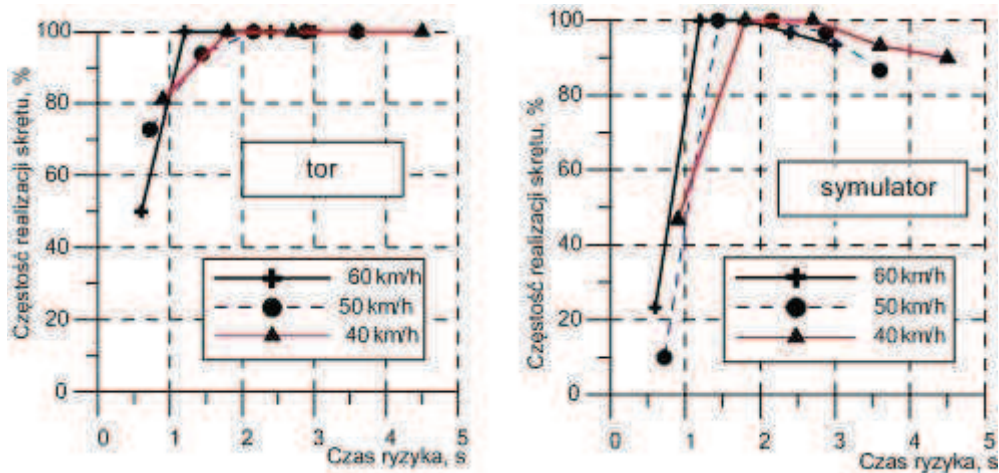 Częstość realizacji skrętu, %
100
80
60
40
20
0
tor
60 km/h
50 km/h
40 km/h
0 1 2 3 4 5
Czas ryzyka, s
Częstość realizacji skrętu, %
100
80
60
40
20
0
symulator
60 km/h
50 km/h
40 km/h
0 1 2 3 4 5
Czas ryzyka, s